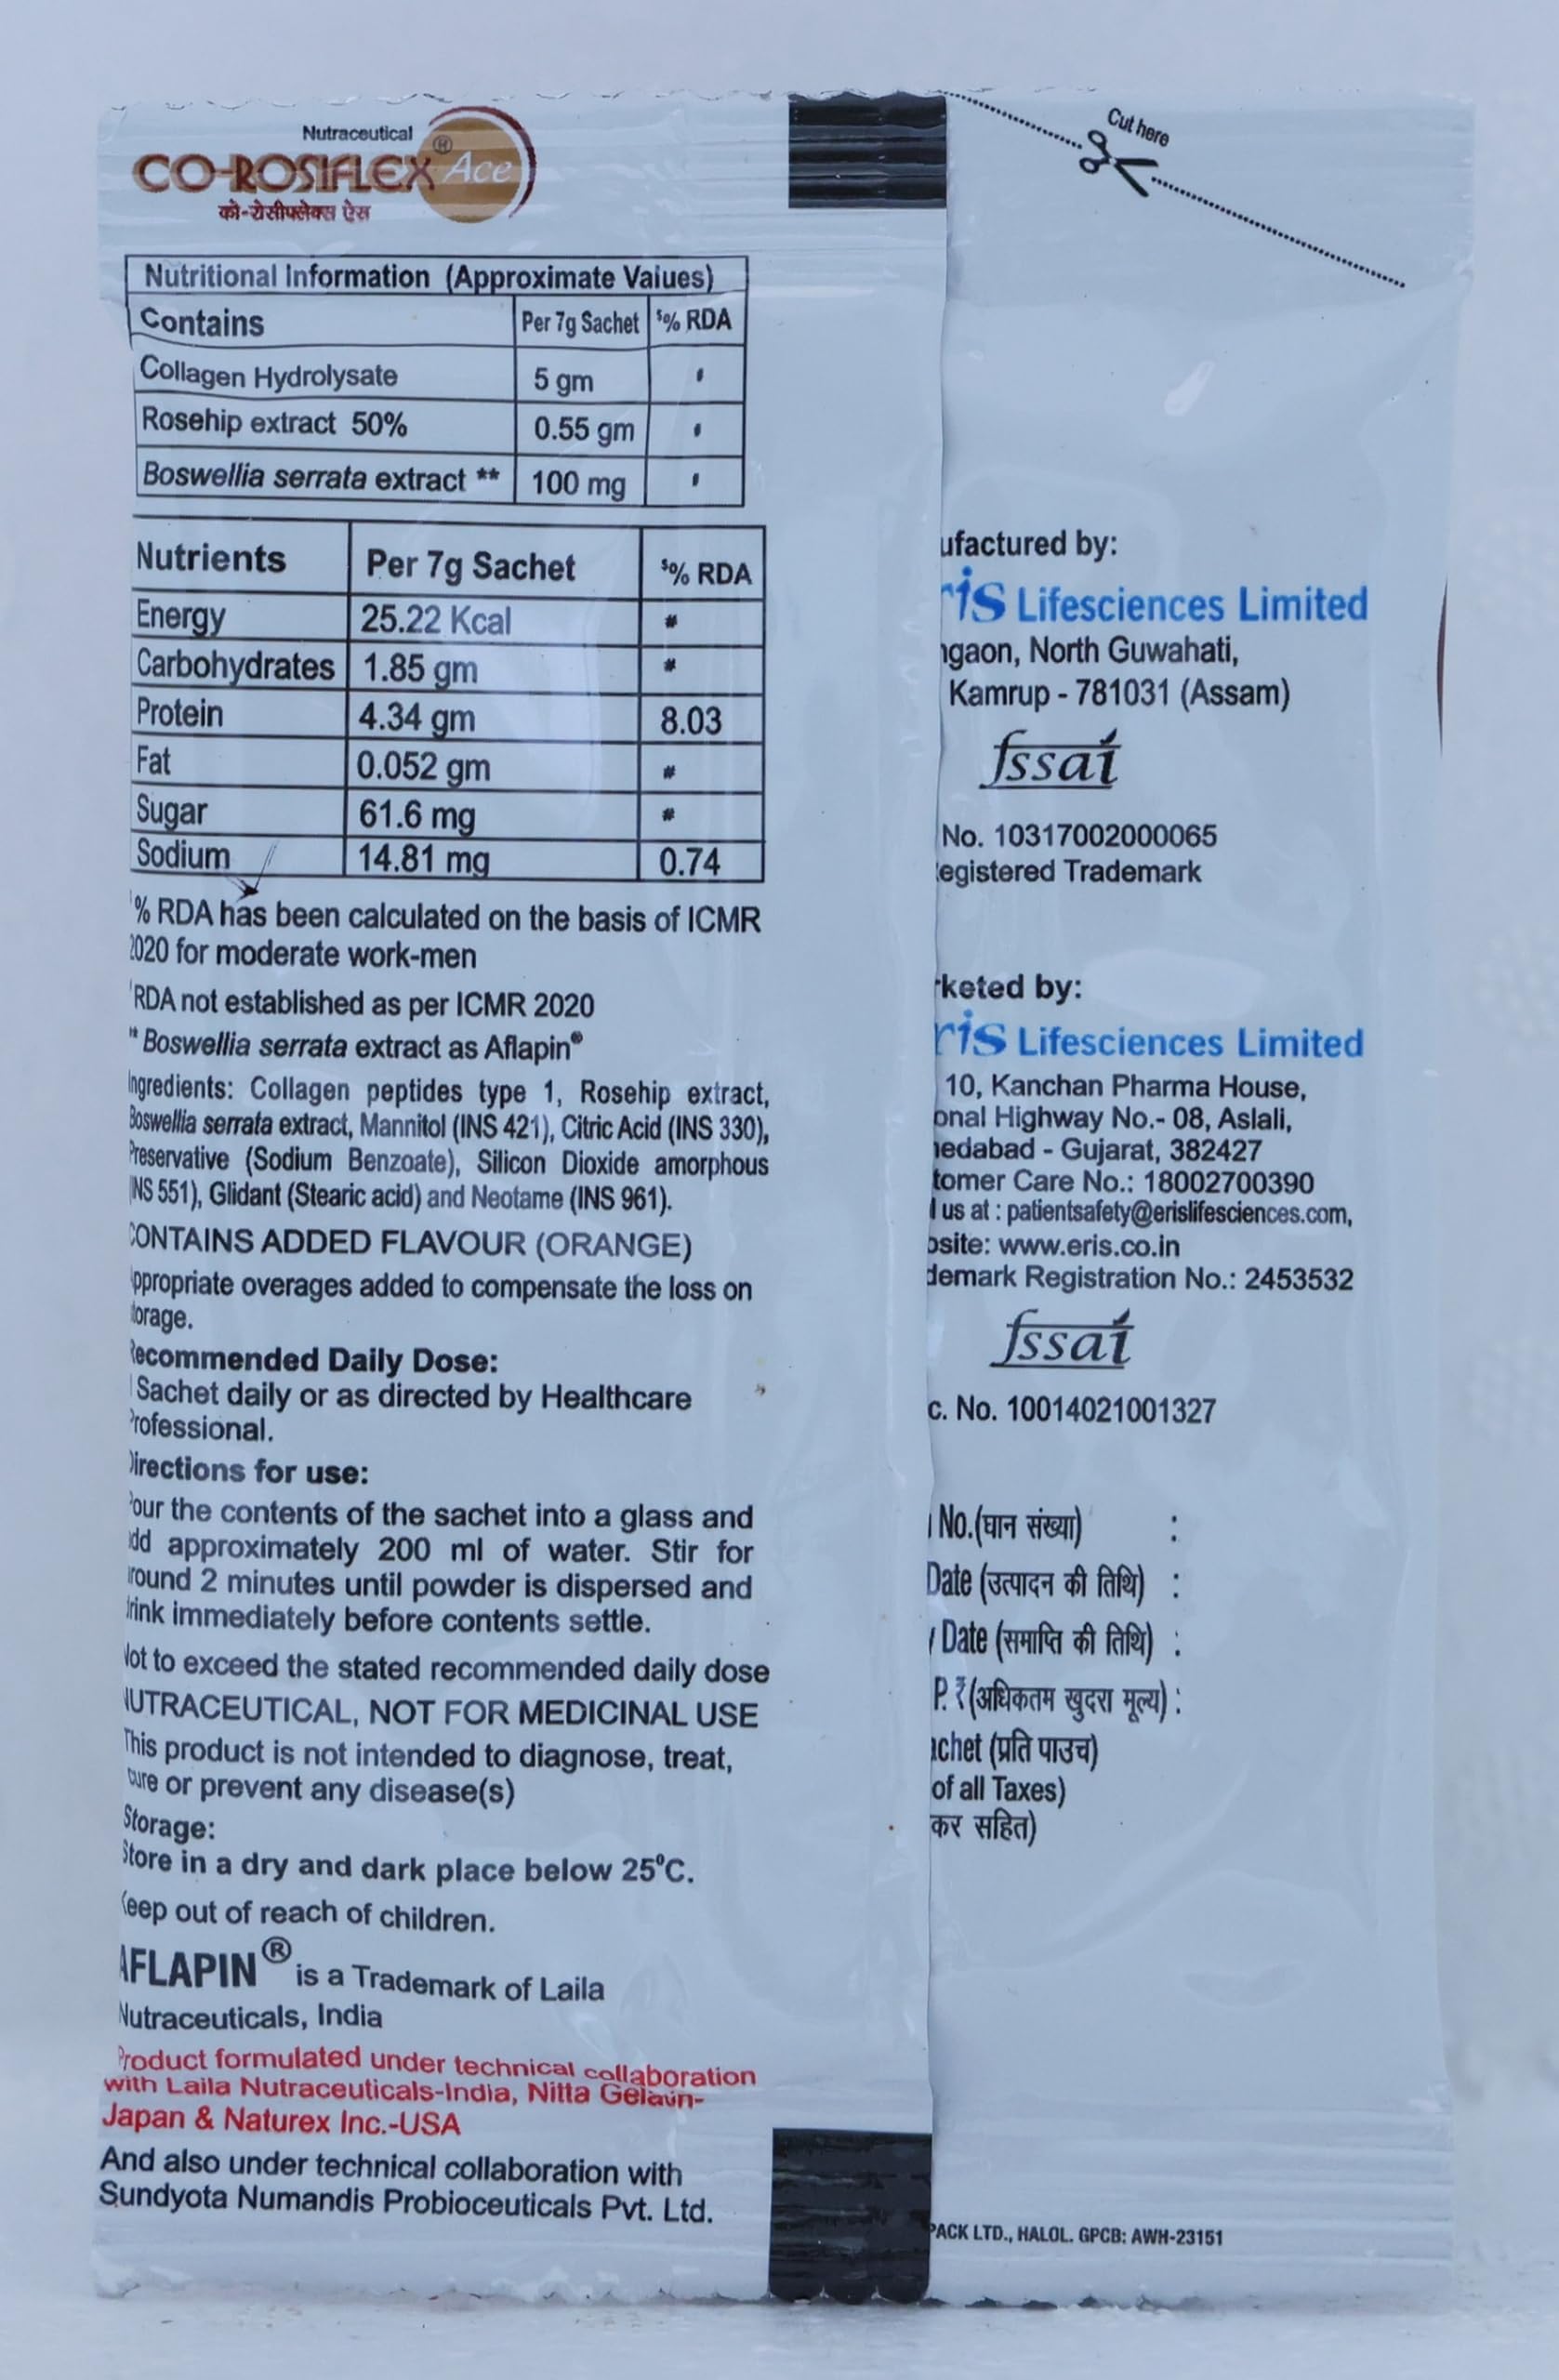 Nutraceutical
CO-ROSIFLEX® Ace
को-रोसीफ्लेक्स ऐस
Nutritional Information (Approximate Values)
Contains Per 7g Sachet $% RDA
Collagen Hydrolysate 5 gm
Rosehip extract 50% 0.55 gm
Boswellia serrata extract ** 100 mg
Nutrients Per 7g Sachet $% RDA
Energy 25.22 Kcal #
Carbohydrates 1.85 gm #
Protein 4.34 gm 8.03
Fat 0.052 gm #
Sugar 61.6 mg #
Sodium 14.81 mg 0.74
% RDA has been calculated on the basis of ICMR
2020 for moderate work-men
RDA not established as per ICMR 2020
** Boswellia serrata extract as Aflapin®
Ingredients: Collagen peptides type 1, Rosehip extract,
Boswellia serrata extract, Mannitol (INS 421), Citric Acid (INS 330),
Preservative (Sodium Benzoate), Silicon Dioxide amorphous
INS 551), Glidant (Stearic acid) and Neotame (INS 961).
CONTAINS ADDED FLAVOUR (ORANGE)
ppropriate overages added to compensate the loss on
torage.
Recommended Daily Dose:
Sachet daily or as directed by Healthcare
Professional.
Directions for use:
Pour the contents of the sachet into a glass and
dd approximately 200 ml of water. Stir for
round 2 minutes until powder is dispersed and
drink immediately before contents settle.
Not to exceed the stated recommended daily dose
NUTRACEUTICAL, NOT FOR MEDICINAL USE
This product is not intended to diagnose, treat,
cure or prevent any disease(s)
Storage:
Store in a dry and dark place below 25°C.
Keep out of reach of children.
AFLAPIN® is a Trademark of Laila
Nutraceuticals, India
Product formulated under technical collaboration
with Laila Nutraceuticals-India, Nitta Gelatin-
Japan & Naturex Inc.-USA
And also under technical collaboration with
Sundyota Numandis Probioceuticals Pvt. Ltd.
Cut here
ufactured by:
ris Lifesciences Limited
gaon, North Guwahati,
Kamrup - 781031 (Assam)
fssai
No. 10317002000065
egistered Trademark
rketed by:
ris Lifesciences Limited
10, Kanchan Pharma House,
onal Highway No.- 08, Aslali,
edabad - Gujarat, 382427
tomer Care No.: 18002700390
l us at : patientsafety@erislifesciences.com,
bsite: www.eris.co.in
demark Registration No.: 2453532
fssai
c. No. 10014021001327
No.(घान संख्या) :
Date (उत्पादन की तिथि) :
Date (समाप्ति की तिथि) :
P. ₹ (अधिकतम खुदरा मूल्य) :
achet (प्रति पाउच)
of all Taxes)
कर सहित)
PACK LTD., HALOL. GPCB: AWH-23151